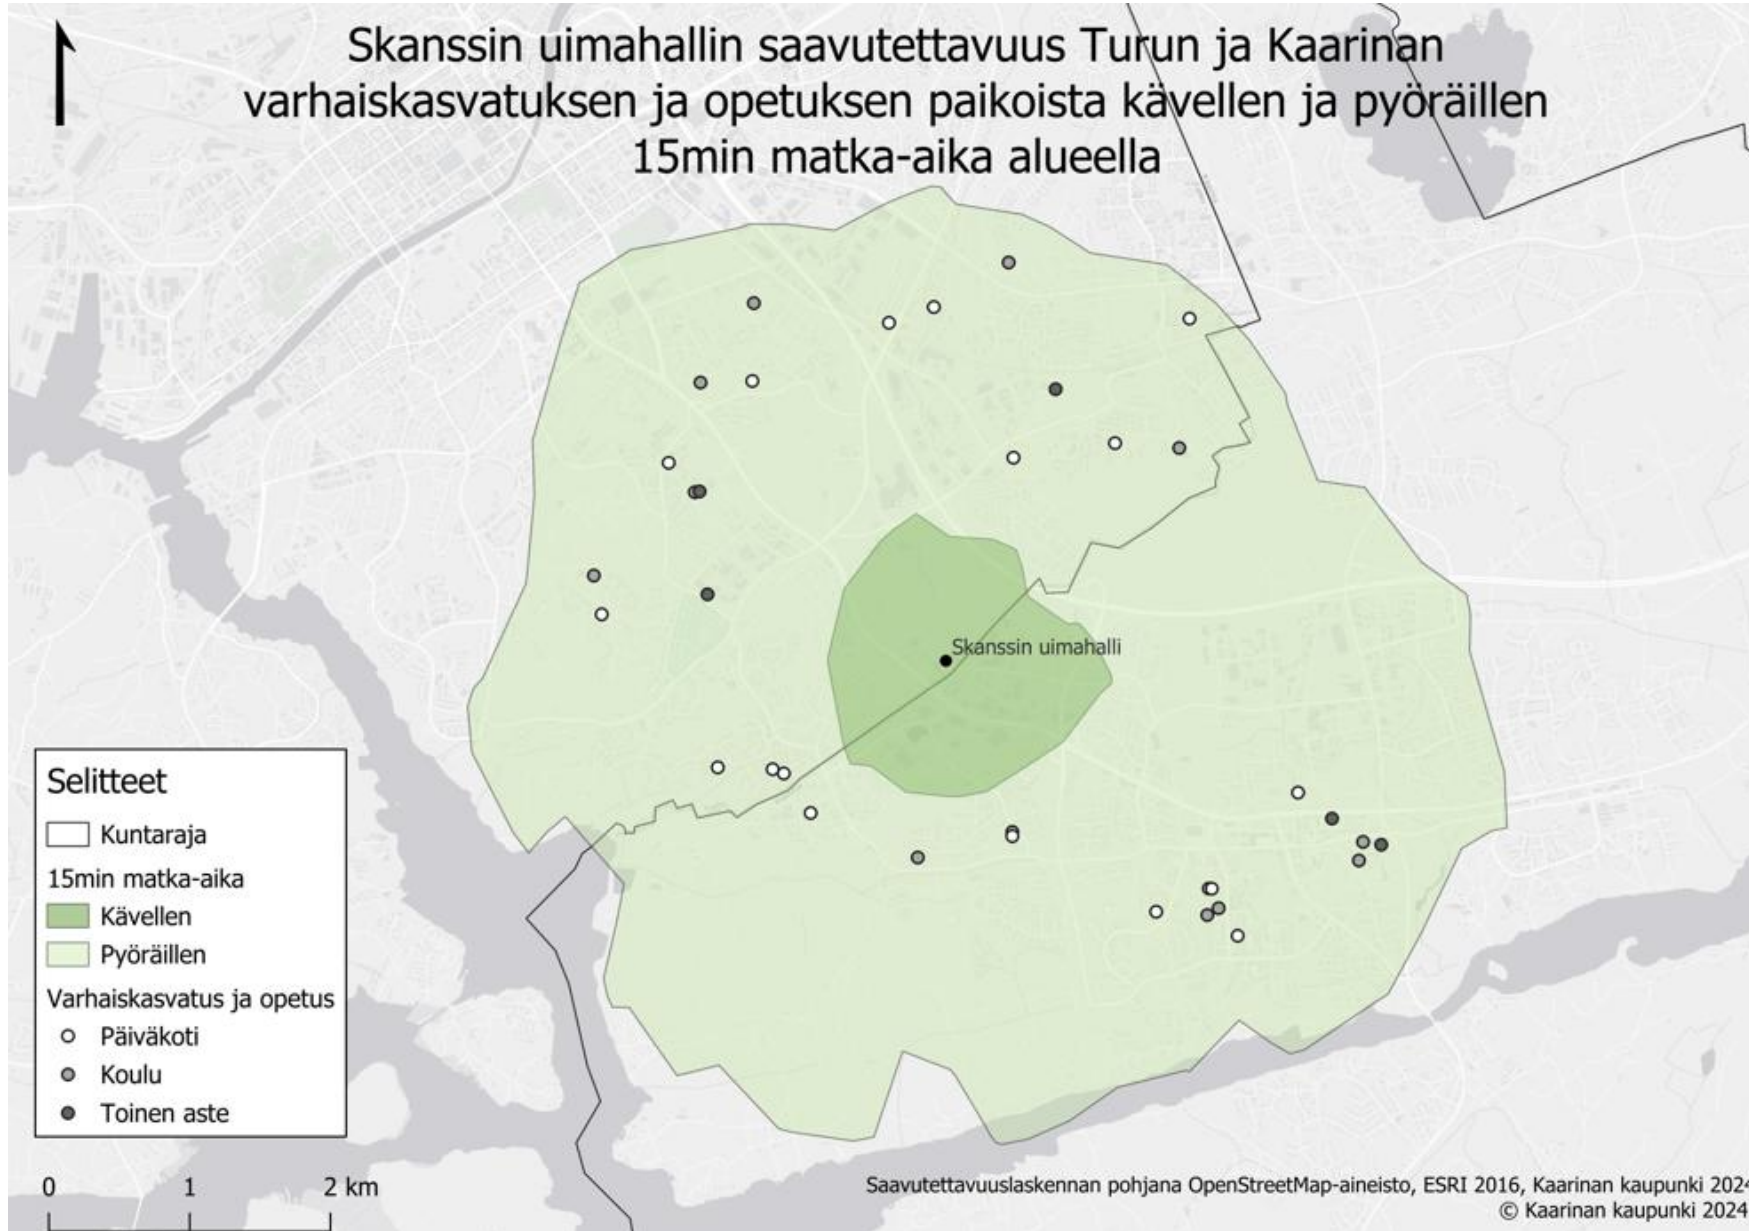 Skanssin uimahallin saavutettavuus Turun ja Kaarinan
varhaiskasvatuksen ja opetuksen paikoista kävellen ja pyöräillen
15min matka-aika alueella
Skanssin uimahalli
Selitteet
Kuntaraja
15min matka-aika
Kävellen
Pyöräillen
Varhaiskasvatus ja opetus
Päiväkoti
Koulu
Toinen aste
0 1 2 km
Saavutettavuuslaskennan pohjana OpenStreetMap-aineisto, ESRI 2016, Kaarinan kaupunki 2024
© Kaarinan kaupunki 2024